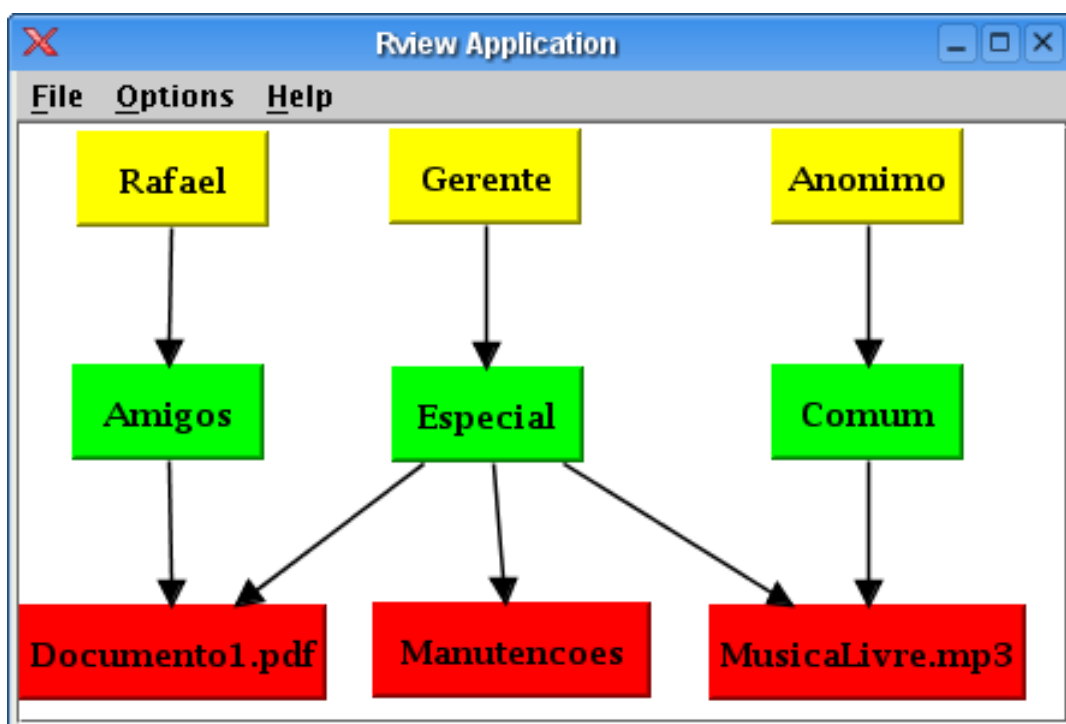 Rview Application
File Options Help
Rafael Gerente Anonimo
Amigos Especial Comum
Documento1.pdf Manutencoes MusicaLivre.mp3